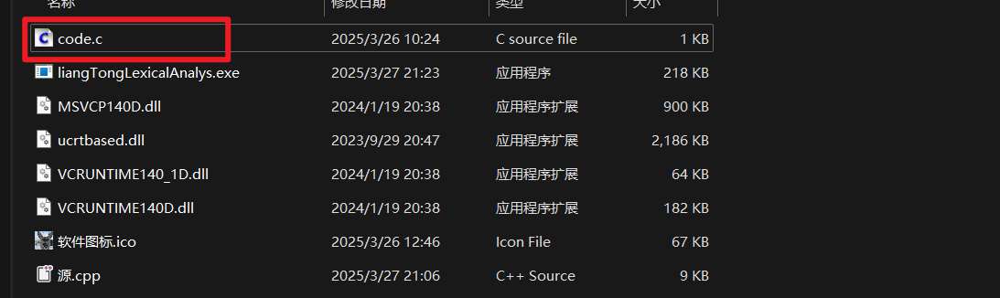 名称 修改日期 类型 大小
code.c 2025/3/26 10:24 C source file 1 KB
liangTongLexicalAnalys.exe 2025/3/27 21:23 应用程序 218 KB
MSVCP140D.dll 2024/1/19 20:38 应用程序扩展 900 KB
ucrtbased.dll 2023/9/29 20:47 应用程序扩展 2,186 KB
VCRUNTIME140_1D.dll 2024/1/19 20:38 应用程序扩展 64 KB
VCRUNTIME140D.dll 2024/1/19 20:38 应用程序扩展 182 KB
软件图标.ico 2025/3/26 12:46 Icon File 67 KB
源.cpp 2025/3/27 21:06 C++ Source 9 KB